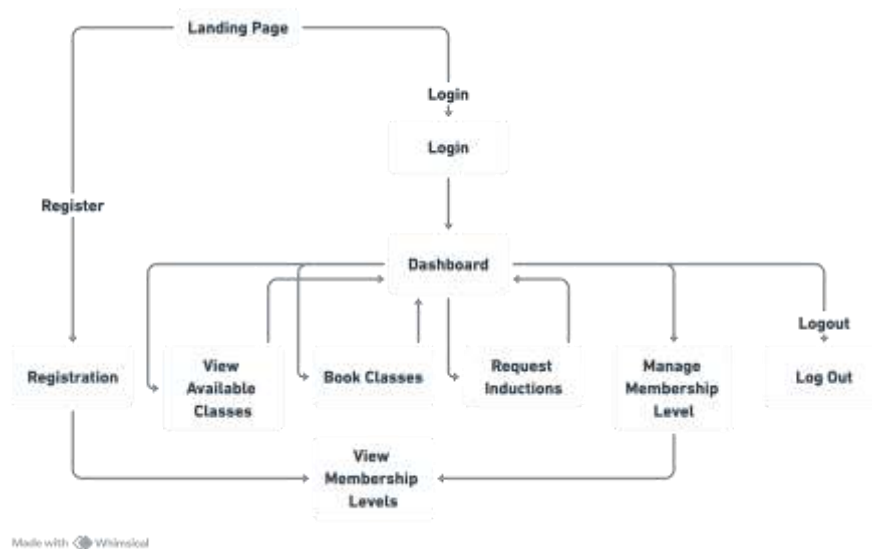 Landing Page
Login
Login
Register
Dashboard
Logout
Registration
View
Available
Classes
Book Classes
Request
Inductions
Manage
Membership
Level
Log Out
View
Membership
Levels
Made with Whimsical